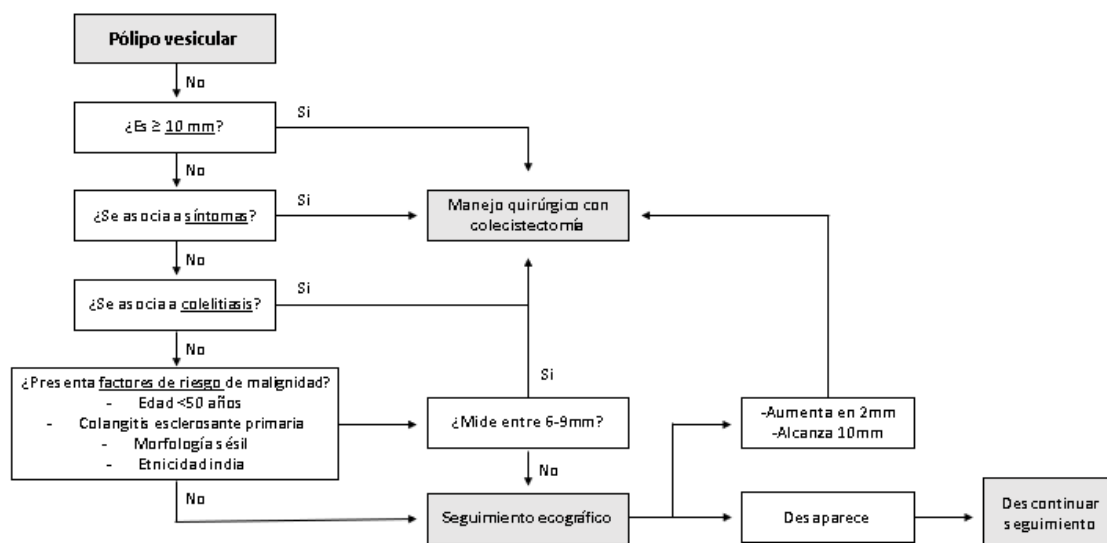 Pólipo vesicular
No
¿Es ≥ 10 mm?
Si
No
¿Se asocia a síntomas?
Si
Manejo quirúrgico con
colecistectomía
No
¿Se asocia a colelitiasis?
Si
No
¿Presenta factores de riesgo de malignidad?
- Edad <50 años
- Colangitis esclerosante primaria
- Morfología sésil
- Etnicidad india
Si
¿Mide entre 6-9mm?
-Aumenta en 2mm
-Alcanza 10mm
No
No
Seguimiento ecográfico
Desaparece
Descontinuar
seguimiento